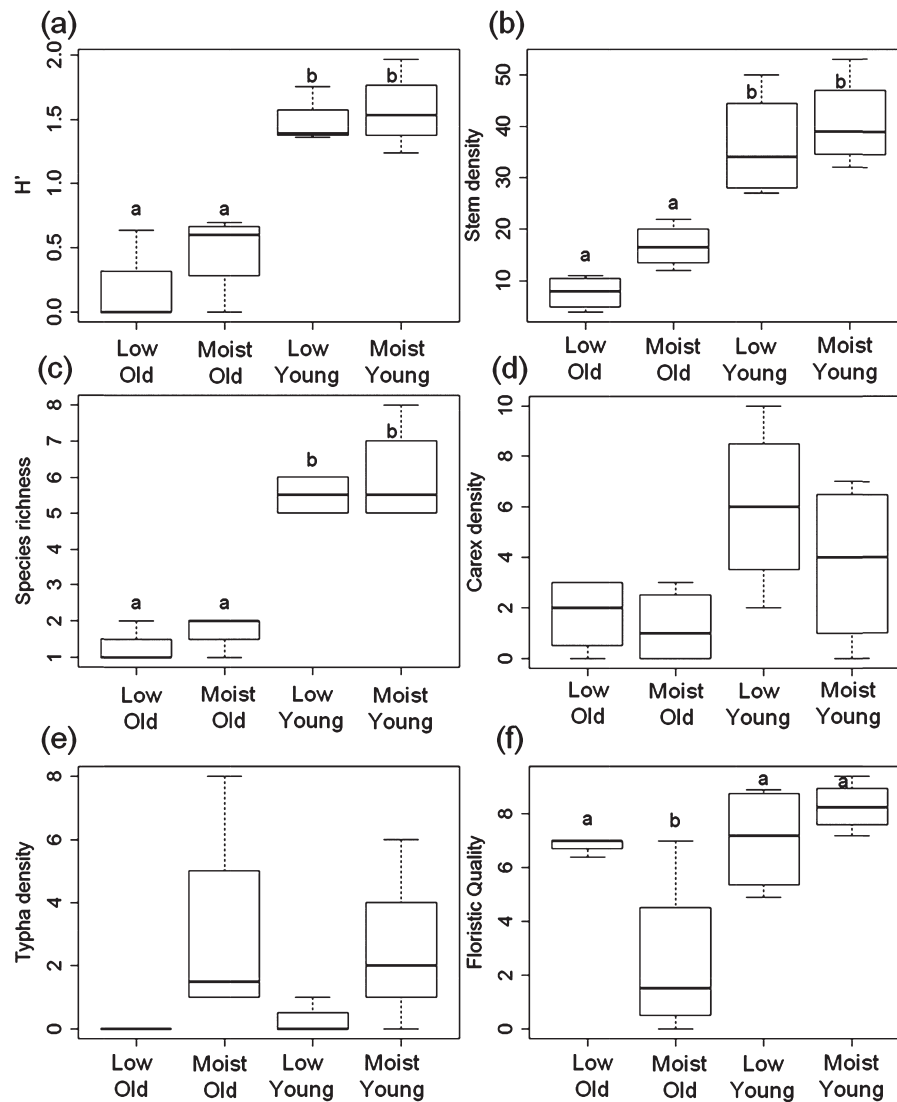 (a)
2.0
1.5
1.0
0.5
0.0
H'
a
a
b
b
Low
Old
Moist
Old
Low
Young
Moist
Young
(b)
50
40
30
20
10
Stem density
a
a
b
b
Low
Old
Moist
Old
Low
Young
Moist
Young
(c)
8
7
6
5
4
3
2
1
Species richness
a
a
b
b
Low
Old
Moist
Old
Low
Young
Moist
Young
(d)
10
8
6
4
2
0
Carex density
Low
Old
Moist
Old
Low
Young
Moist
Young
(e)
8
6
4
2
0
Typha density
Low
Old
Moist
Old
Low
Young
Moist
Young
(f)
8
6
4
2
0
Floristic Quality
a
b
a
a
Low
Old
Moist
Old
Low
Young
Moist
Young